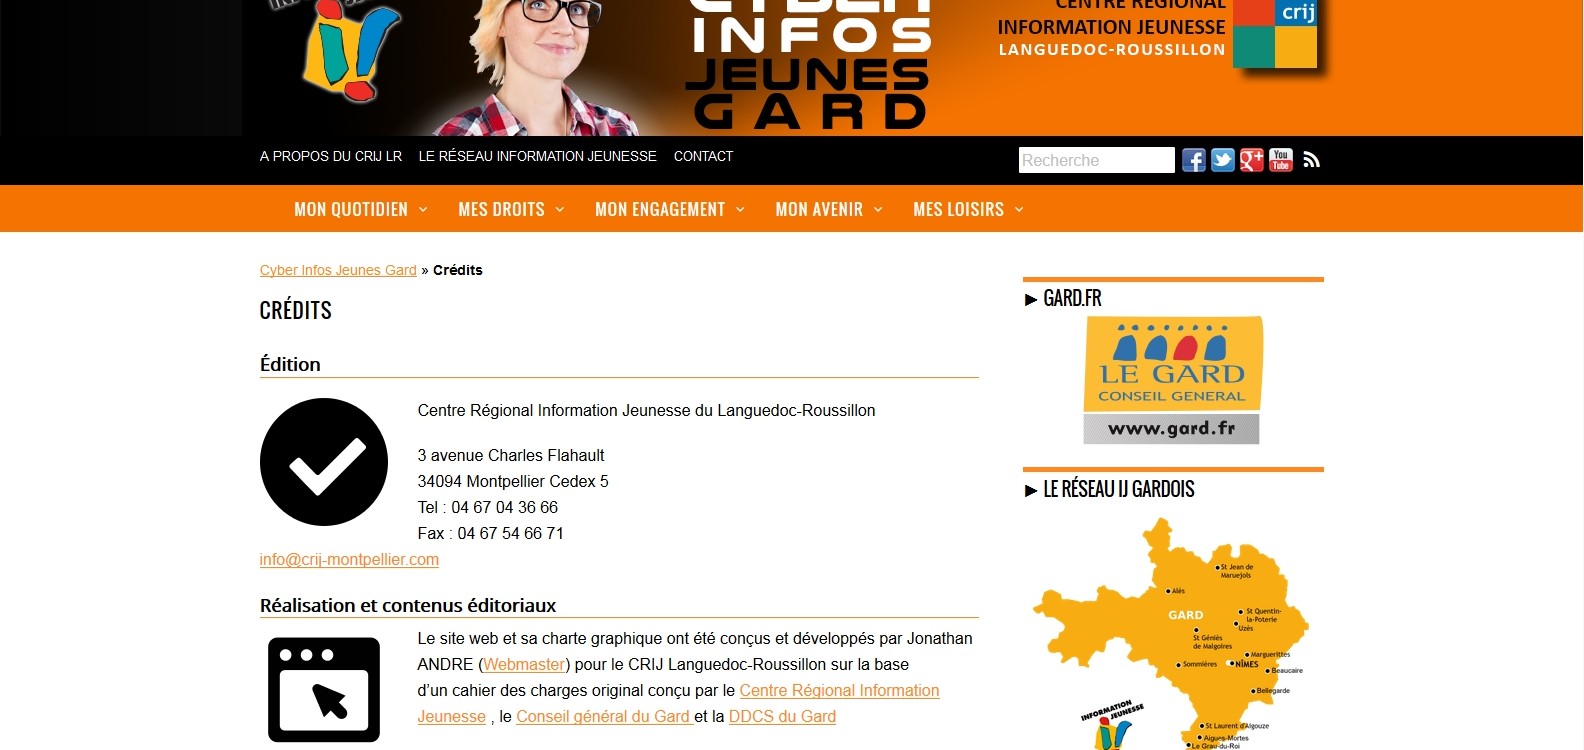 INFOS
JEUNES
GARD
CENTRE RÉGIONAL
INFORMATION JEUNESSE
LANGUEDOC-ROUSSILLON
crij
A PROPOS DU CRIJ LR LE RÉSEAU INFORMATION JEUNESSE CONTACT
Recherche
You
Tube
MON QUOTIDIEN MES DROITS MON ENGAGEMENT MON AVENIR MES LOISIRS
Cyber Infos Jeunes Gard » Crédits
CRÉDITS
Édition
Centre Régional Information Jeunesse du Languedoc-Roussillon
3 avenue Charles Flahault
34094 Montpellier Cedex 5
Tel : 04 67 04 36 66
Fax : 04 67 54 66 71
info@crij-montpellier.com
Réalisation et contenus éditoriaux
Le site web et sa charte graphique ont été conçus et développés par Jonathan
ANDRE (Webmaster) pour le CRIJ Languedoc-Roussillon sur la base
d'un cahier des charges original conçu par le Centre Régional Information
Jeunesse , le Conseil général du Gard et la DDCS du Gard
► GARD.FR
LE GARD
CONSEIL GENERAL
www.gard.fr
► LE RÉSEAU IJ GARDOIS
St Jean de
Maruejols
Alès
GARD
St Quentin-
la-Poterie
Uzès
St Géniès
de Malgoires
Marguerittes
Sommières
NÎMES
Beaucaire
Bellegarde
INFORMATION
JEUNESSE
St Laurent d'Aigouze
Aigues-Mortes
Le Grau-du-Roi